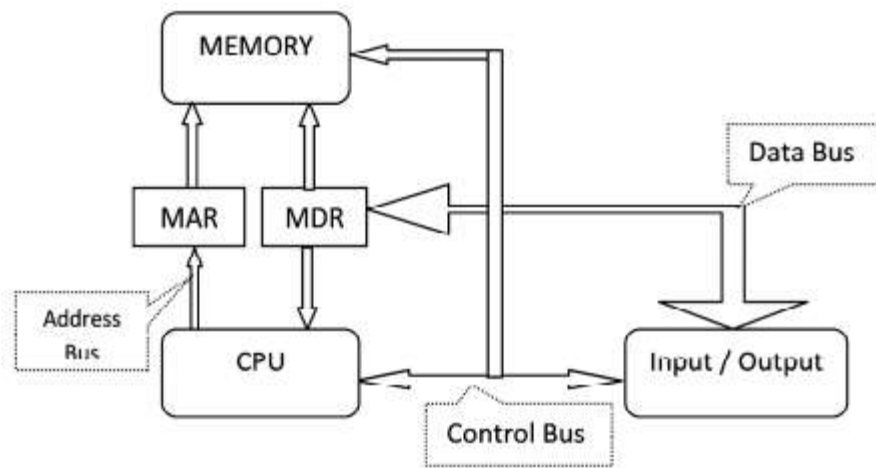 MEMORY
Data Bus
MAR
MDR
Address
Bus
CPU
Input / Output
Control Bus